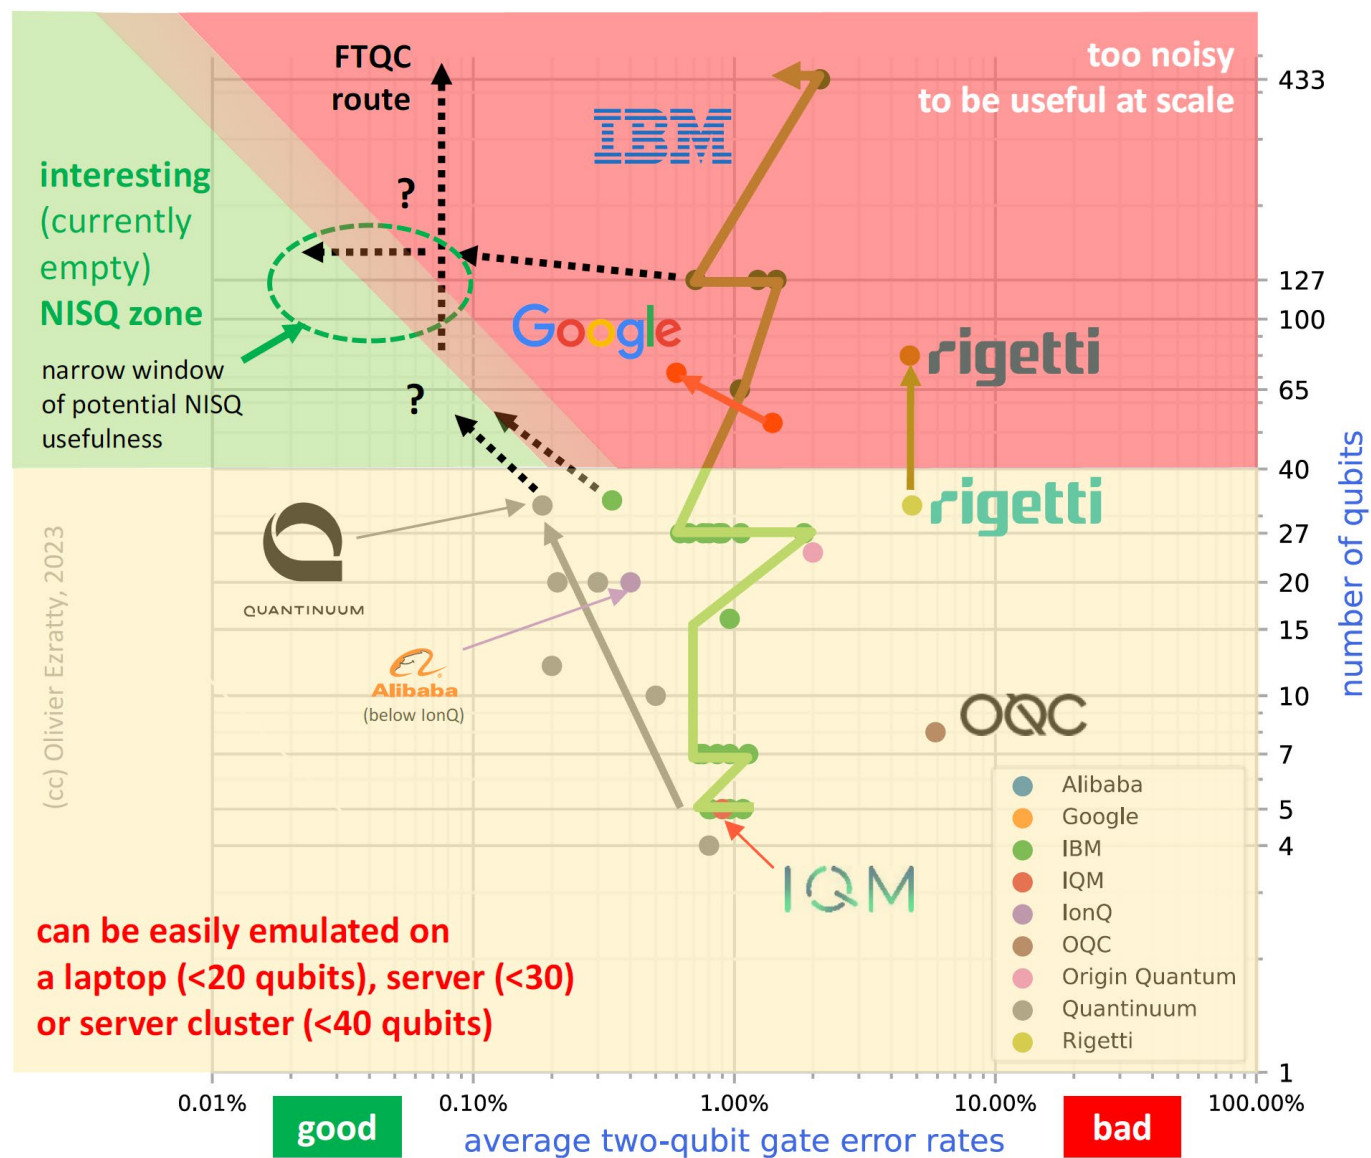 FTQC
route
too noisy
to be useful at scale
IBM
433
interesting
(currently
empty)
NISQ zone
?
127
Google
100
rigetti
narrow window
of potential NISQ
usefulness
?
65
40
rigetti
27
QUANTINUUM
20
15
Alibaba
(below IonQ)
10
OQC
7
5
4
IQM
1
number of qubits
(cc) Olivier Ezratty, 2023
Alibaba
Google
IBM
IQM
IonQ
OQC
Origin Quantum
Quantinuum
Rigetti
can be easily emulated on
a laptop (<20 qubits), server (<30)
or server cluster (<40 qubits)
0.01%
0.10%
1.00%
10.00%
100.00%
good
average two-qubit gate error rates
bad